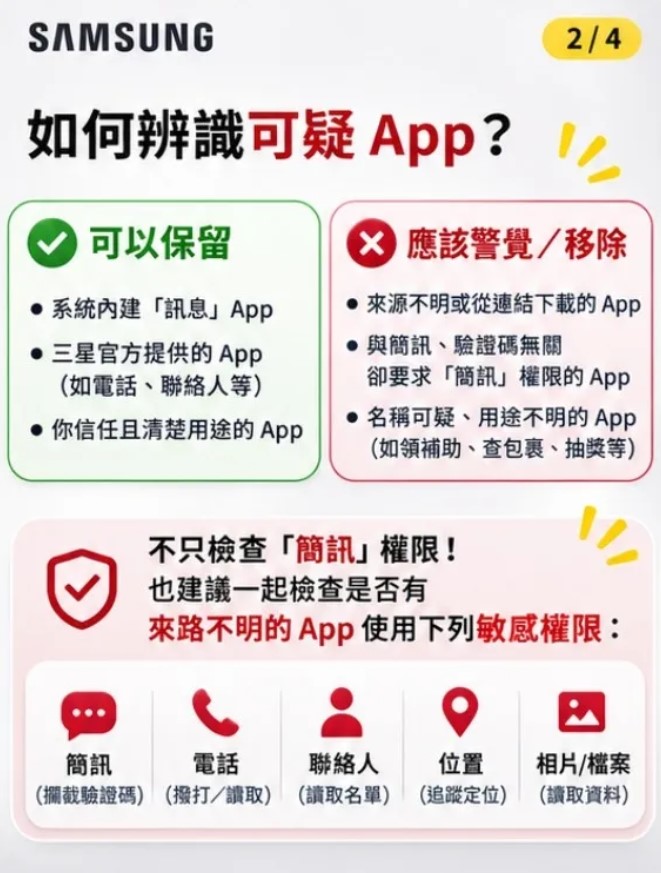 SAMSUNG
2/4
如何辨識可疑 App？
可以保留
● 系統內建「訊息」App
● 三星官方提供的 App
（如電話、聯絡人等）
● 你信任且清楚用途的 App
應該警覺／移除
● 來源不明或從連結下載的 App
● 與簡訊、驗證碼無關
卻要求「簡訊」權限的 App
● 名稱可疑、用途不明的 App
（如領補助、查包裹、抽獎等）
不只檢查「簡訊」權限！
也建議一起檢查是否有
來路不明的 App 使用下列敏感權限：
簡訊
（攔截驗證碼）
電話
（撥打／讀取）
聯絡人
（讀取名單）
位置
（追蹤定位）
相片/檔案
（讀取資料）